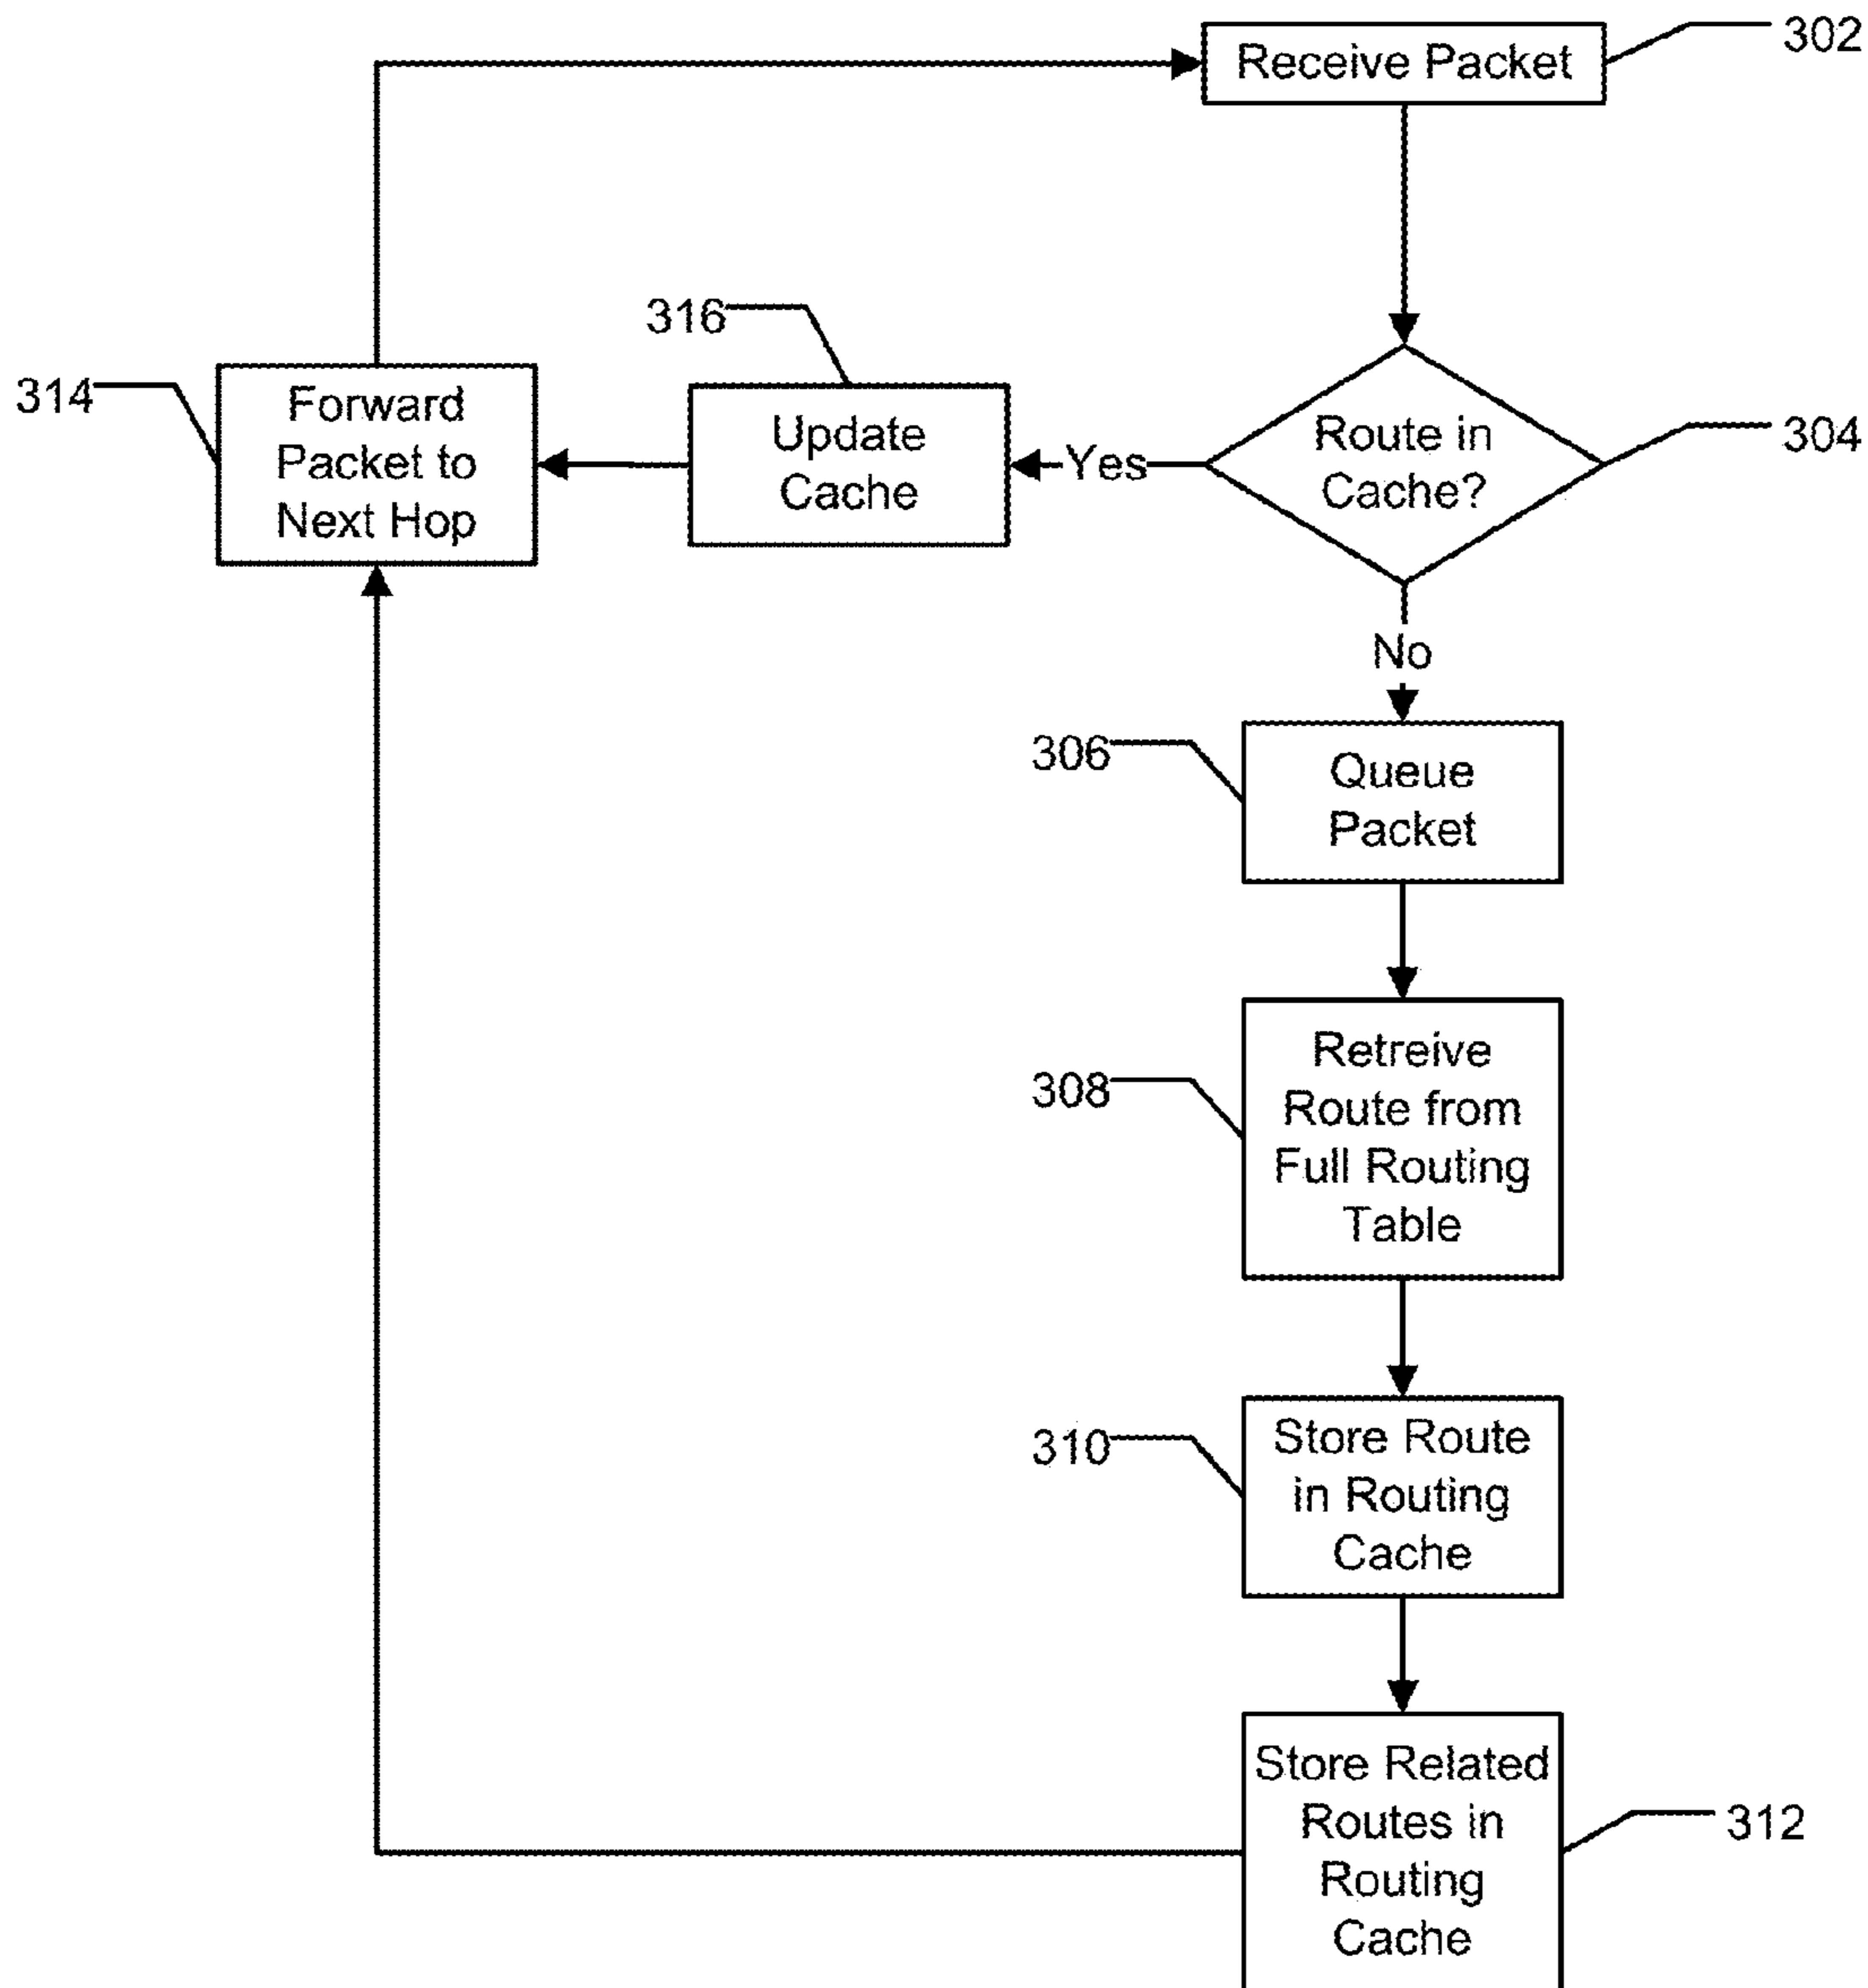 Receive Packet
302
Route in
Cache?
304
Yes
Update
Cache
316
Forward
Packet to
Next Hop
314
No
Queue
Packet
306
Retreive
Route from
Full Routing
Table
308
Store Route
in Routing
Cache
310
Store Related
Routes in
Routing
Cache
312